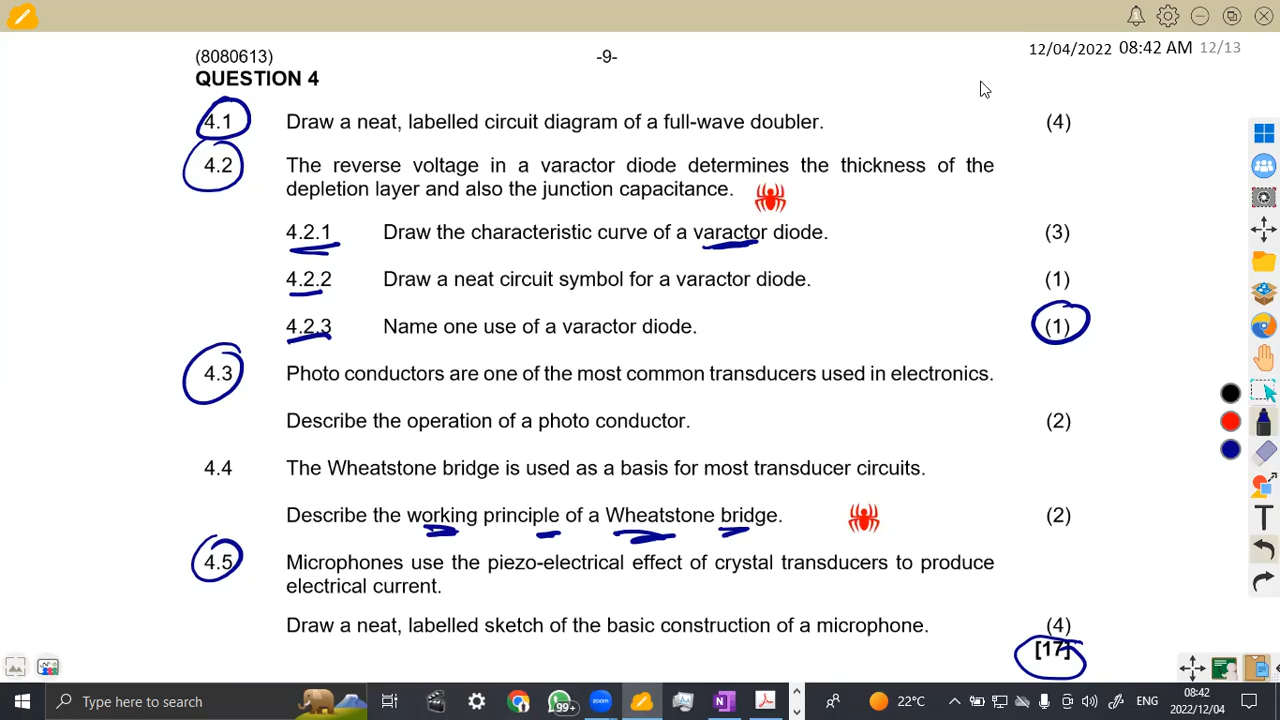 (8080613) -9- 12/04/2022 08:42 AM 12/13
QUESTION 4
4.1 Draw a neat, labelled circuit diagram of a full-wave doubler. (4)
4.2 The reverse voltage in a varactor diode determines the thickness of the
depletion layer and also the junction capacitance.
4.2.1 Draw the characteristic curve of a varactor diode. (3)
4.2.2 Draw a neat circuit symbol for a varactor diode. (1)
4.2.3 Name one use of a varactor diode. (1)
4.3 Photo conductors are one of the most common transducers used in electronics.
Describe the operation of a photo conductor. (2)
4.4 The Wheatstone bridge is used as a basis for most transducer circuits.
Describe the working principle of a Wheatstone bridge. (2)
4.5 Microphones use the piezo-electrical effect of crystal transducers to produce
electrical current.
Draw a neat, labelled sketch of the basic construction of a microphone. (4)
[17]
Type here to search 99+ zoom 22°C ENG 08:42
2022/12/04